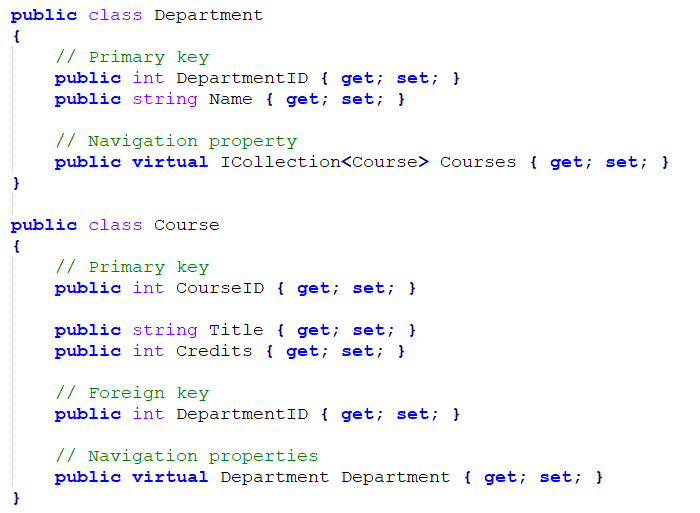 public class Department
{
    // Primary key
    public int DepartmentID { get; set; }
    public string Name { get; set; }

    // Navigation property
    public virtual ICollection<Course> Courses { get; set; }
}

public class Course
{
    // Primary key
    public int CourseID { get; set; }

    public string Title { get; set; }
    public int Credits { get; set; }

    // Foreign key
    public int DepartmentID { get; set; }

    // Navigation properties
    public virtual Department Department { get; set; }
}